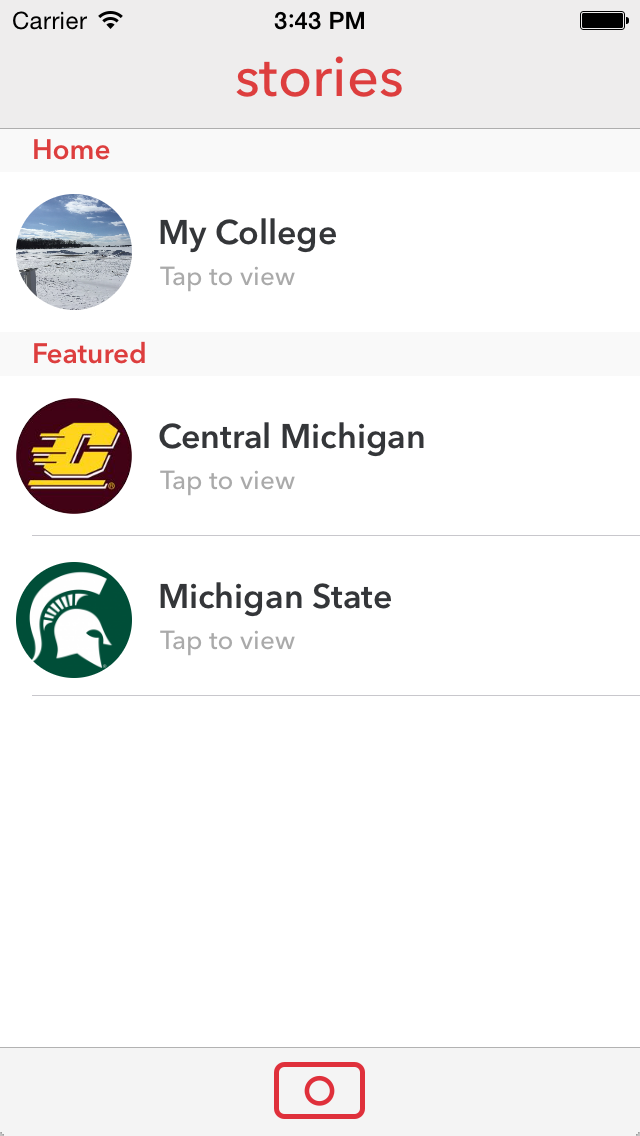 Carrier 3:43 PM
stories
Home
My College
Tap to view
Featured
Central Michigan
Tap to view
Michigan State
Tap to view